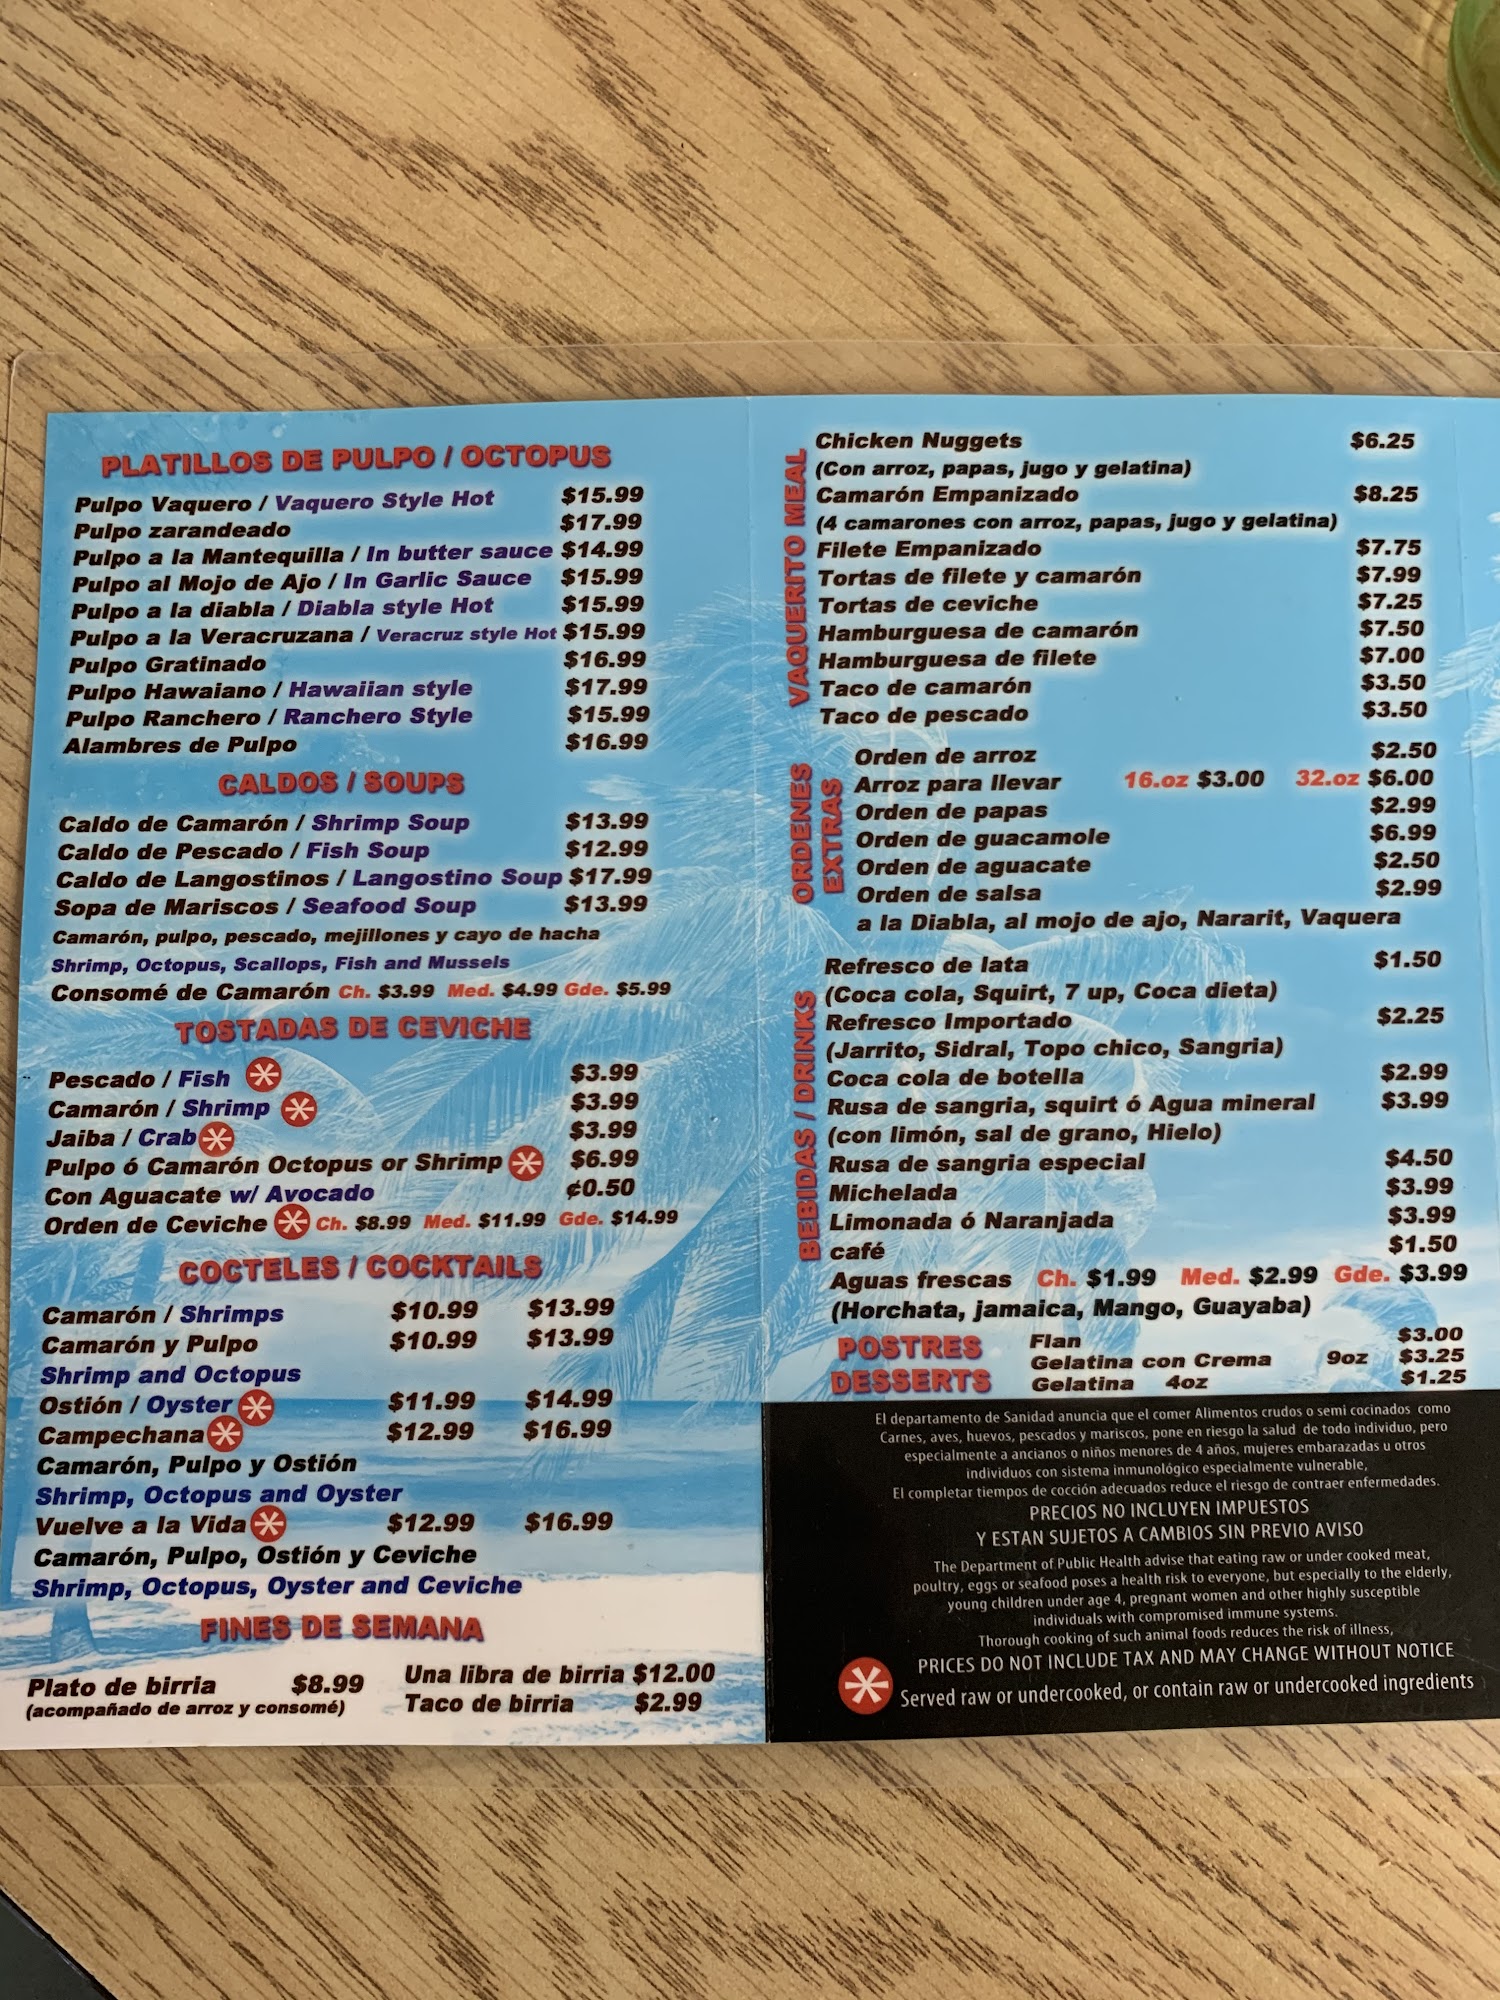 PLATILLOS DE PULPO / OCTOPUS
Pulpo Vaquero / Vaquero Style Hot $15.99
Pulpo zarandeado $17.99
Pulpo a la Mantequilla / In butter sauce $14.99
Pulpo al Mojo de Ajo / In Garlic Sauce $15.99
Pulpo a la diabla / Diabla style Hot $15.99
Pulpo a la Veracruzana / Veracruz style Hot $15.99
Pulpo Gratinado $16.99
Pulpo Hawaiano / Hawaiian style $17.99
Pulpo Ranchero / Ranchero Style $15.99
Alambres de Pulpo $16.99
CALDOS / SOUPS
Caldo de Camarón / Shrimp Soup $13.99
Caldo de Pescado / Fish Soup $12.99
Caldo de Langostinos / Langostino Soup $17.99
Sopa de Mariscos / Seafood Soup $13.99
Camarón, pulpo, pescado, mejillones y cayo de hacha
Shrimp, Octopus, Scallops, Fish and Mussels
Consomé de Camarón Ch. $3.99 Med. $4.99 Gde. $5.99
TOSTADAS DE CEVICHE
Pescado / Fish $3.99
Camarón / Shrimp $3.99
Jaiba / Crab $3.99
Pulpo ó Camarón Octopus or Shrimp $6.99
Con Aguacate w/ Avocado ¢0.50
Orden de Ceviche Ch. $8.99 Med. $11.99 Gde. $14.99
COCTELES / COCKTAILS
Camarón / Shrimps $10.99 $13.99
Camarón y Pulpo $10.99 $13.99
Shrimp and Octopus
Ostión / Oyster $11.99 $14.99
Campechana $12.99 $16.99
Camarón, Pulpo y Ostión
Shrimp, Octopus and Oyster
Vuelve a la Vida $12.99 $16.99
Camarón, Pulpo, Ostión y Ceviche
Shrimp, Octopus, Oyster and Ceviche
FINES DE SEMANA
Plato de birria $8.99
(acompañado de arroz y consomé)
Una libra de birria $12.00
Taco de birria $2.99
VAQUERITO MEAL
Chicken Nuggets $6.25
(Con arroz, papas, jugo y gelatina)
Camarón Empanizado $8.25
(4 camarones con arroz, papas, jugo y gelatina)
Filete Empanizado $7.75
Tortas de filete y camarón $7.99
Tortas de ceviche $7.25
Hamburguesa de camarón $7.50
Hamburguesa de filete $7.00
Taco de camarón $3.50
Taco de pescado $3.50
ORDENES
EXTRAS
Orden de arroz $2.50
Arroz para llevar 16.oz $3.00 32.oz $6.00
Orden de papas $2.99
Orden de guacamole $6.99
Orden de aguacate $2.50
Orden de salsa $2.99
a la Diabla, al mojo de ajo, Nararit, Vaquera
BEBIDAS / DRINKS
Refresco de lata $1.50
(Coca cola, Squirt, 7 up, Coca dieta)
Refresco Importado $2.25
(Jarrito, Sidral, Topo chico, Sangria)
Coca cola de botella $2.99
Rusa de sangria, squirt ó Agua mineral $3.99
(con limón, sal de grano, Hielo)
Rusa de sangria especial $4.50
Michelada $3.99
Limonada ó Naranjada $3.99
café $1.50
Aguas frescas Ch. $1.99 Med. $2.99 Gde. $3.99
(Horchata, jamaica, Mango, Guayaba)
POSTRES
DESSERTS
Flan $3.00
Gelatina con Crema 9oz $3.25
Gelatina 4oz $1.25
El departamento de Sanidad anuncia que el comer Alimentos crudos o semi cocinados como
Carnes, aves, huevos, pescados y mariscos, pone en riesgo la salud de todo individuo, pero
especialmente a ancianos o niños menores de 4 años, mujeres embarazadas u otros
individuos con sistema inmunológico especialmente vulnerable,
El completar tiempos de cocción adecuados reduce el riesgo de contraer enfermedades.
PRECIOS NO INCLUYEN IMPUESTOS
Y ESTAN SUJETOS A CAMBIOS SIN PREVIO AVISO
The Department of Public Health advise that eating raw or under cooked meat,
poultry, eggs or seafood poses a health risk to everyone, but especially to the elderly,
young children under age 4, pregnant women and other highly susceptible
individuals with compromised immune systems.
Thorough cooking of such animal foods reduces the risk of illness,
PRICES DO NOT INCLUDE TAX AND MAY CHANGE WITHOUT NOTICE
Served raw or undercooked, or contain raw or undercooked ingredients